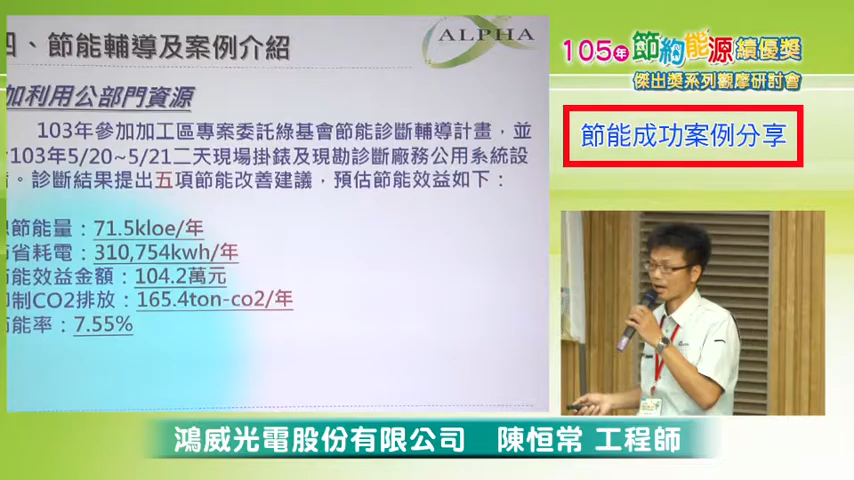 四、節能輔導及案例介紹
ALPHA
加利用公部門資源
103年參加加工區專案委託綠基會節能診斷輔導計畫，並
103年5/20~5/21二天現場掛錶及現勘診斷廠務公用系統設
。診斷結果提出五項節能改善建議，預估節能效益如下：
節能量：71.5kloe/年
省耗電：310,754kwh/年
能效益金額：104.2萬元
制CO2排放：165.4ton-co2/年
能率：7.55%
105年節約能源績優獎
傑出獎系列觀摩研討會
節能成功案例分享
鴻威光電股份有限公司 陳恒常 工程師